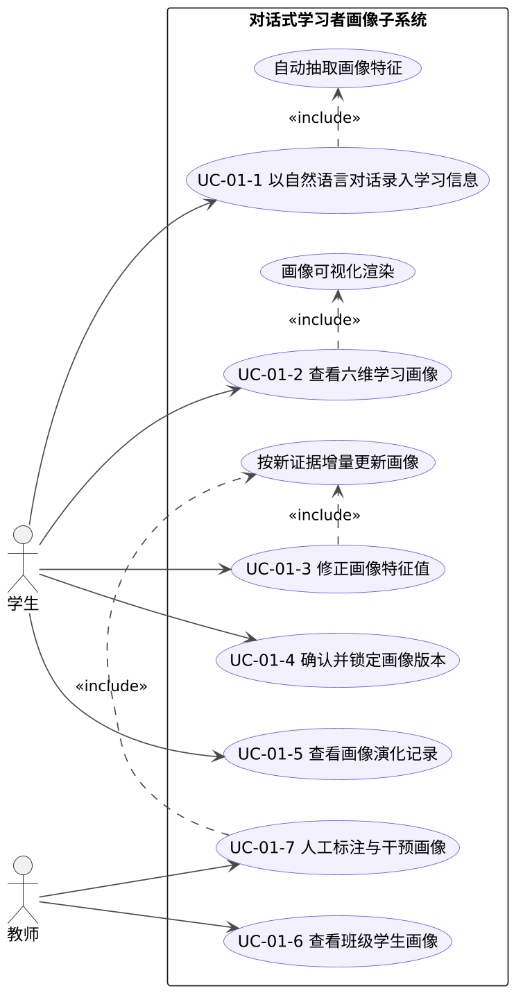 对话式学习者画像子系统
自动抽取画像特征
«include»
UC-01-1 以自然语言对话录入学习信息
画像可视化渲染
«include»
UC-01-2 查看六维学习画像
按新证据增量更新画像
«include»
UC-01-3 修正画像特征值
学生
UC-01-4 确认并锁定画像版本
«include»
UC-01-5 查看画像演化记录
UC-01-7 人工标注与干预画像
教师
UC-01-6 查看班级学生画像